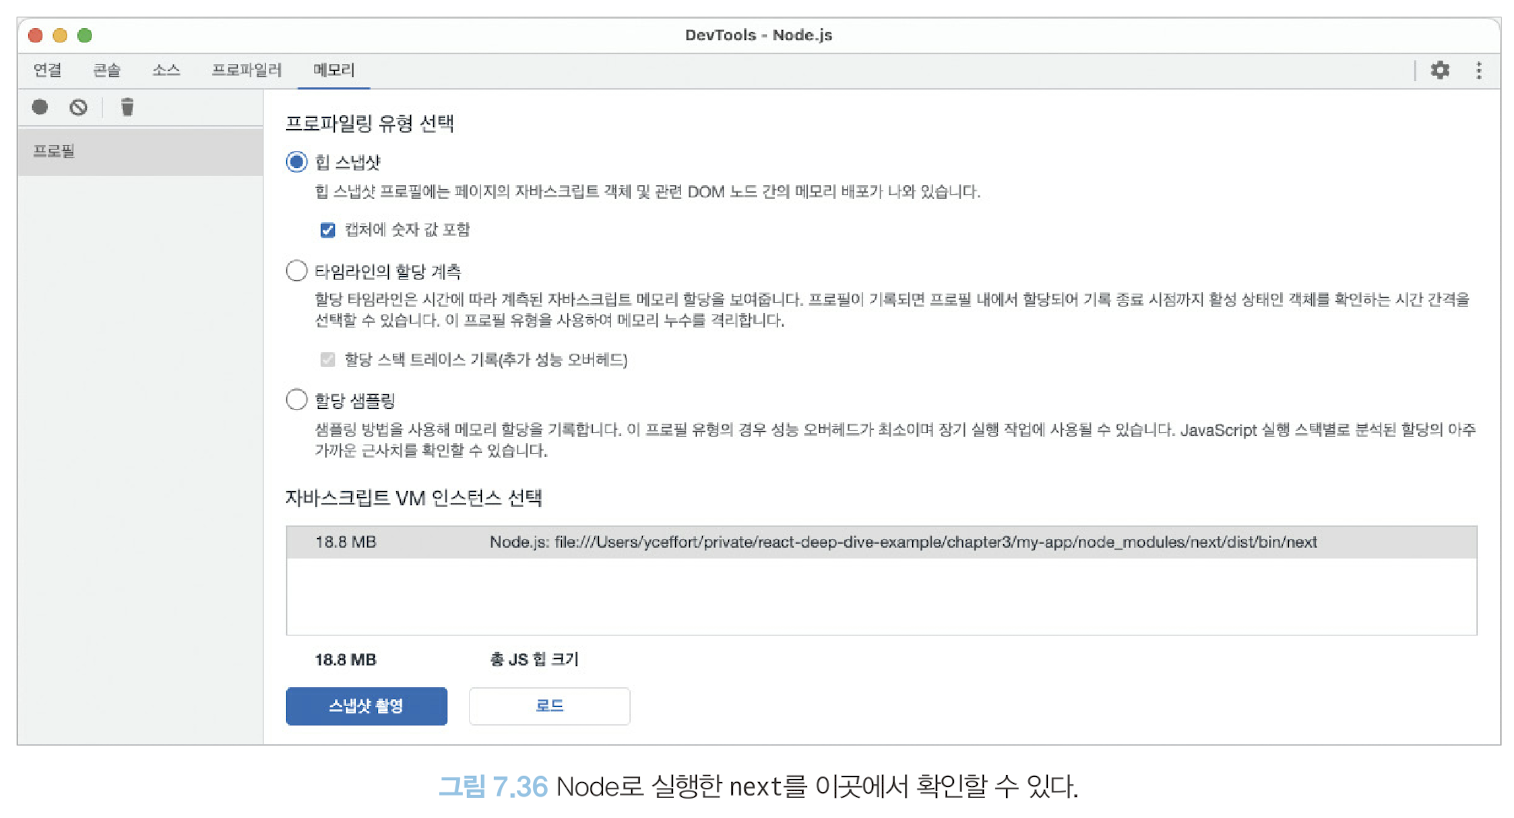 DevTools - Node.js
연결 콘솔 소스 프로파일러 메모리
프로필
프로파일링 유형 선택
힙 스냅샷
힙 스냅샷 프로필에는 페이지의 자바스크립트 객체 및 관련 DOM 노드 간의 메모리 배포가 나와 있습니다.
캡처에 숫자 값 포함
타임라인의 할당 계측
할당 타임라인은 시간에 따라 계측된 자바스크립트 메모리 할당을 보여줍니다. 프로필이 기록되면 프로필 내에서 할당되어 기록 종료 시점까지 활성 상태인 객체를 확인하는 시간 간격을
선택할 수 있습니다. 이 프로필 유형을 사용하여 메모리 누수를 격리합니다.
할당 스택 트레이스 기록(추가 성능 오버헤드)
할당 샘플링
샘플링 방법을 사용해 메모리 할당을 기록합니다. 이 프로필 유형의 경우 성능 오버헤드가 최소이며 장기 실행 작업에 사용될 수 있습니다. JavaScript 실행 스택별로 분석된 할당의 아주
가까운 근사치를 확인할 수 있습니다.
자바스크립트 VM 인스턴스 선택
18.8 MB Node.js: file:///Users/yceffort/private/react-deep-dive-example/chapter3/my-app/node_modules/next/dist/bin/next
18.8 MB 총 JS 힙 크기
스냅샷 촬영 로드
그림 7.36 Node로 실행한 next를 이곳에서 확인할 수 있다.